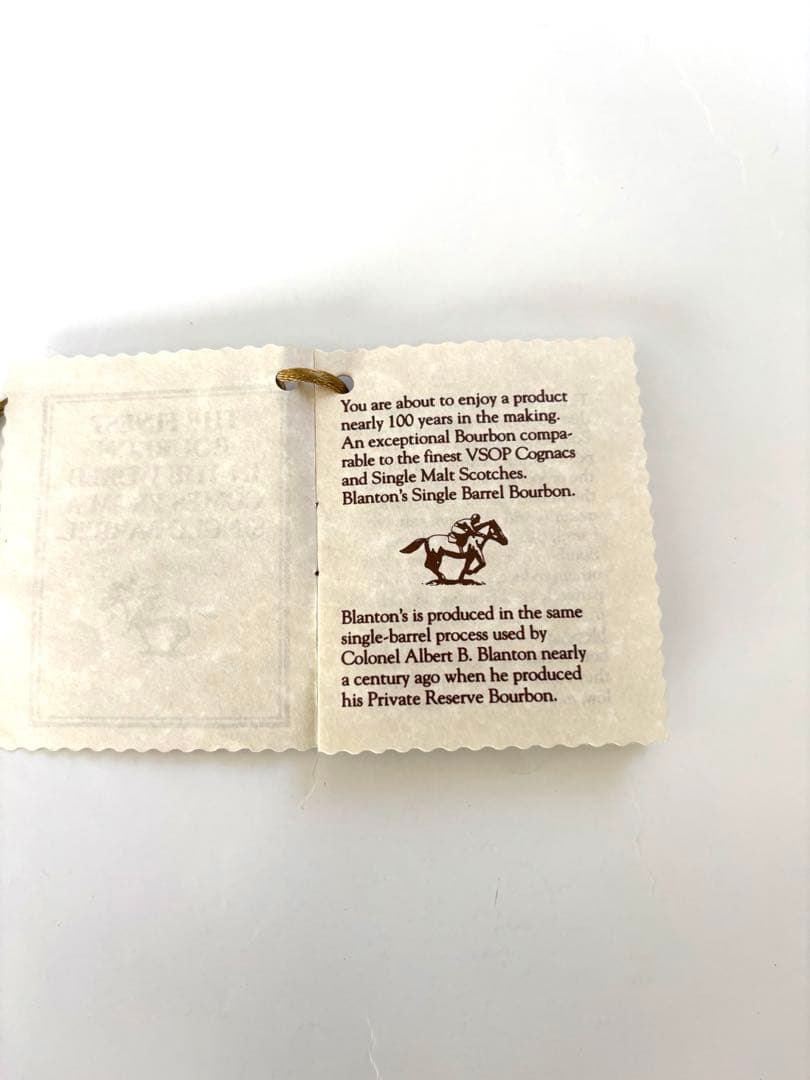 You are about to enjoy a product
nearly 100 years in the making.
An exceptional Bourbon compa-
rable to the finest VSOP Cognacs
and Single Malt Scotches.
Blanton's Single Barrel Bourbon.
Blanton's is produced in the same
single-barrel process used by
Colonel Albert B. Blanton nearly
a century ago when he produced
his Private Reserve Bourbon.